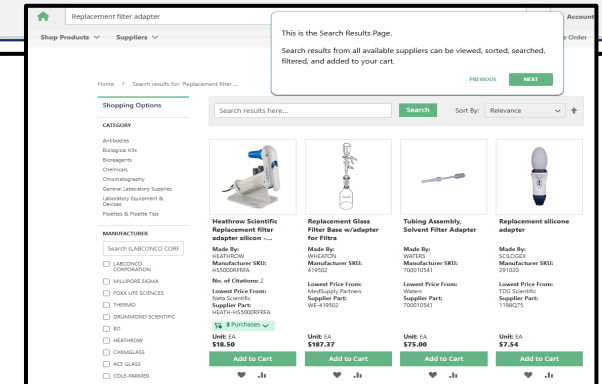 Replacement filter adapter
Account
Shop Products
Suppliers
e Order
This is the Search Results Page.
Search results from all available suppliers can be viewed, sorted, searched,
filtered, and added to your cart.
PREVIOUS
NEXT
Home > Search results for: 'Replacement filter ...
Shopping Options
CATEGORY
Antibodies
Biological Kits
Bioreagents
Chemicals
Chromatography
General Laboratory Supplies
Laboratory Equipment &
Devices
Pipettes & Pipette Tips
MANUFACTURER
Search (LABCONCO CORF
LABCONCO
CORPORATION
MILLIPORE SIGMA
FOXX LIFE SCIENCES
THERMO
DRUMMOND SCIENTIFIC
BD
HEATHROW
CHEMGLASS
ACE GLASS
COLE-PARMER
Search results here...
Search
Sort By:
Relevance
Heathrow Scientific
Replacement filter
adapter silicon -...
Made By:
HEATHROW
Manufacturer SKU:
HS5000RFRFA
No. of Citations: 2
Lowest Price From:
Neta Scientific
Supplier Part:
HEATH-HS5000RFRFA
3 Purchases
Unit: EA
$18.50
Add to Cart
Replacement Glass
Filter Base w/adapter
for Filtra
Made By:
WHEATON
Manufacturer SKU:
419502
Lowest Price From:
MedSupply Partners
Supplier Part:
WE-419502
Unit: EA
$187.37
Add to Cart
Tubing Assembly,
Solvent Filter Adapter
Made By:
WATERS
Manufacturer SKU:
700010541
Lowest Price From:
Waters
Supplier Part:
700010541
Unit: EA
$75.00
Add to Cart
Replacement silicone
adapter
Made By:
SCILOGEX
Manufacturer SKU:
291020
Lowest Price From:
TDG Scientific
Supplier Part:
1198Q75
Unit: EA
$7.54
Add to Cart